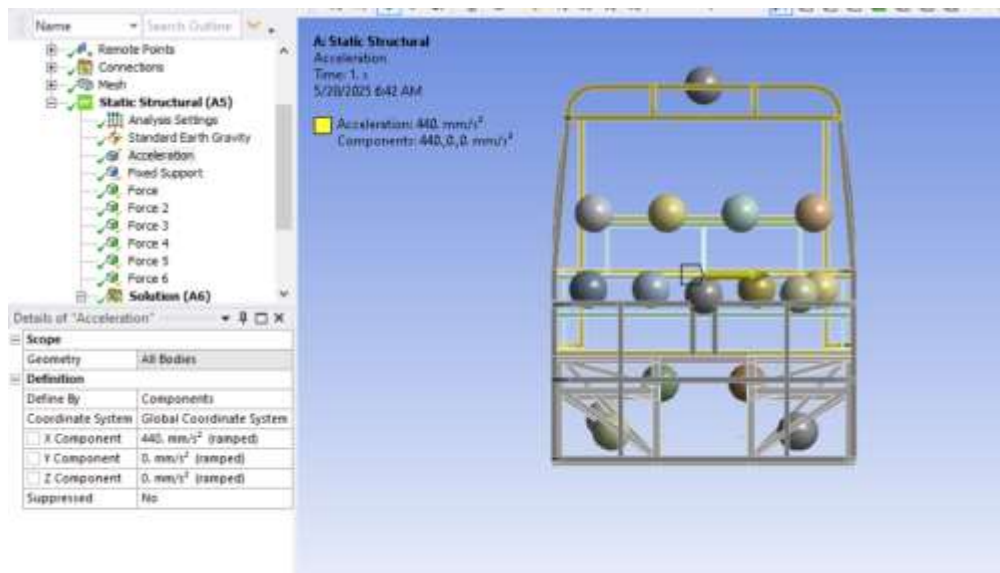 Name
Search Outline
Remote Points
Connections
Mesh
Static Structural (A5)
Analysis Settings
Standard Earth Gravity
Acceleration
Fixed Support
Force
Force 2
Force 3
Force 4
Force 5
Force 6
Solution (A6)
Details of "Acceleration"
Scope
Geometry All Bodies
Definition
Define By Components
Coordinate System Global Coordinate System
X Component 440. mm/s² (ramped)
Y Component 0. mm/s² (ramped)
Z Component 0. mm/s² (ramped)
Suppressed No
A: Static Structural
Acceleration
Time: 1. s
5/20/2025 6:42 AM
Acceleration: 440. mm/s²
Components: 440.,0.,0. mm/s²